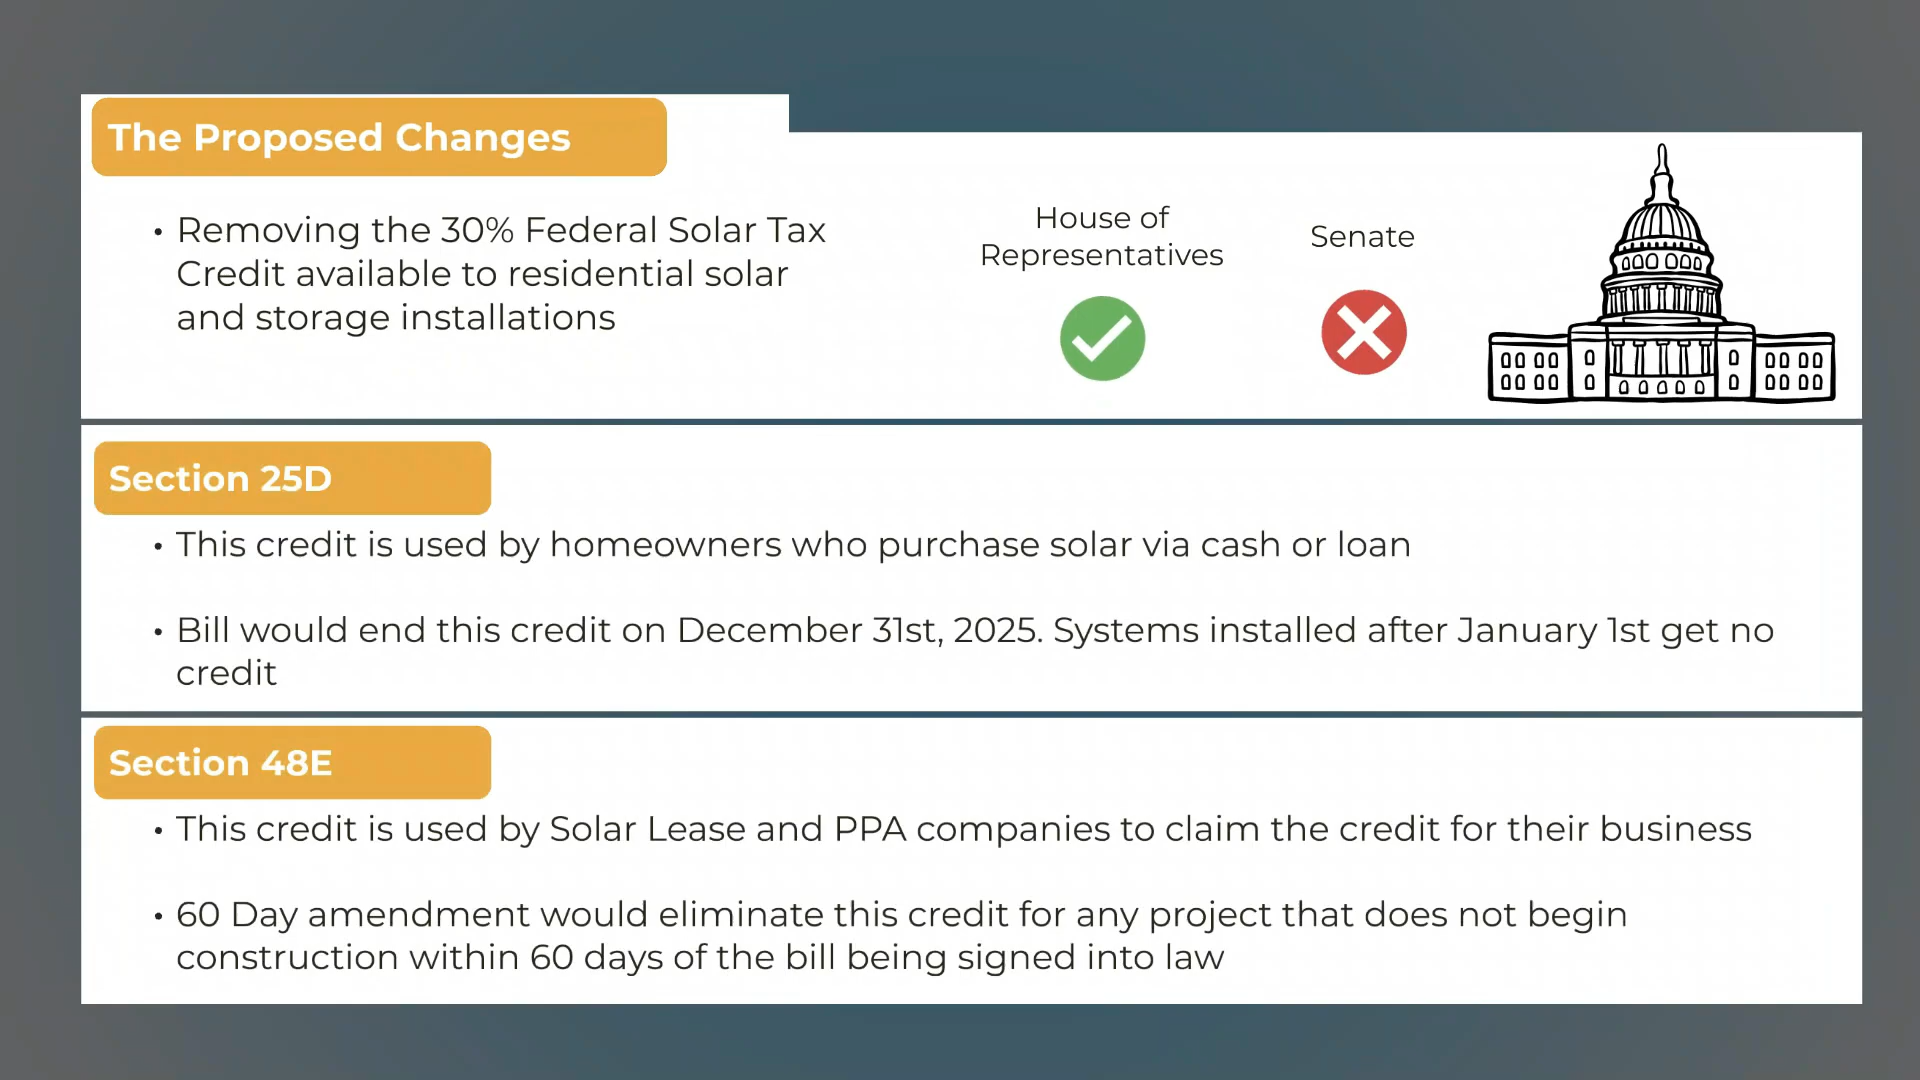 The Proposed Changes
• Removing the 30% Federal Solar Tax
Credit available to residential solar
and storage installations
House of
Representatives
Senate
Section 25D
• This credit is used by homeowners who purchase solar via cash or loan
• Bill would end this credit on December 31st, 2025. Systems installed after January 1st get no
credit
Section 48E
• This credit is used by Solar Lease and PPA companies to claim the credit for their business
• 60 Day amendment would eliminate this credit for any project that does not begin
construction within 60 days of the bill being signed into law